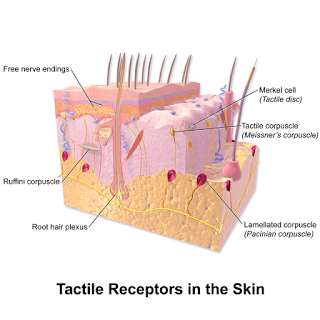 Free nerve endings
Merkel cell
(Tactile disc)
Tactile corpuscle
(Meissner's corpuscle)
Ruffini corpuscle
Root hair plexus
Lamellated corpuscle
(Pacinian corpuscle)
Tactile Receptors in the Skin